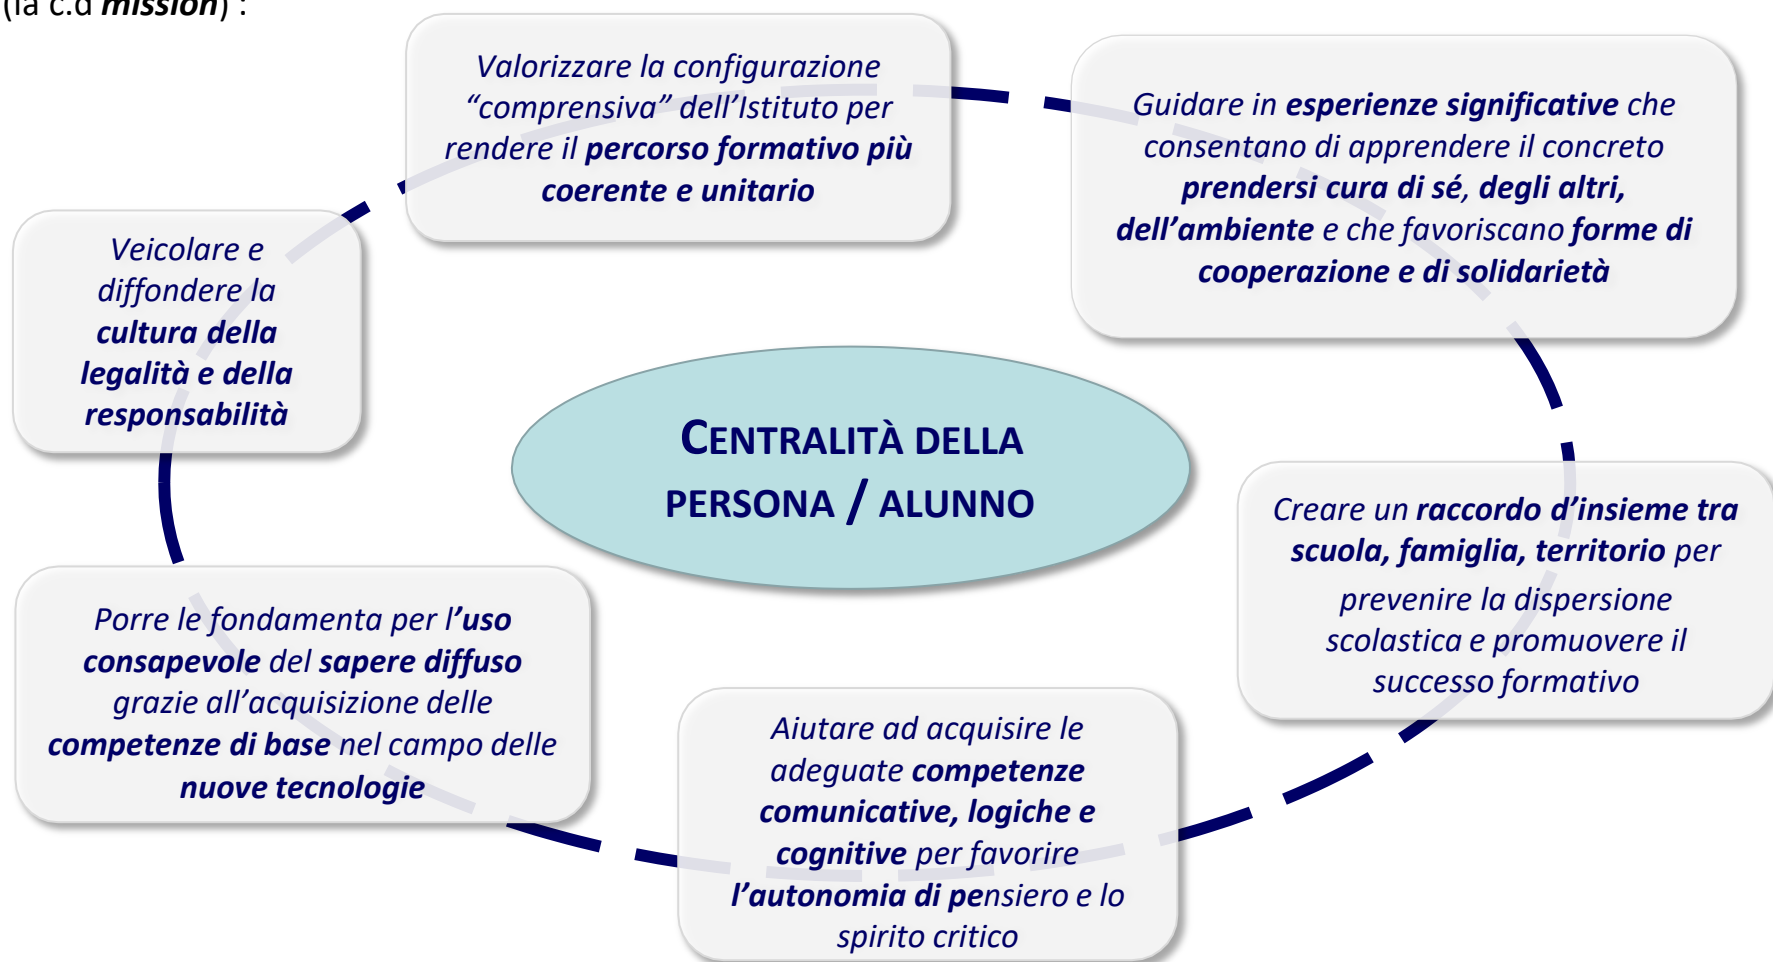 (la c.d mission) :
Valorizzare la configurazione
“comprensiva” dell’Istituto per
rendere il percorso formativo più
coerente e unitario
Guidare in esperienze significative che
consentano di apprendere il concreto
prendersi cura di sé, degli altri,
dell’ambiente e che favoriscano forme di
cooperazione e di solidarietà
Veicolare e
diffondere la
cultura della
legalità e della
responsabilità
CENTRALITÀ DELLA
PERSONA / ALUNNO
Creare un raccordo d’insieme tra
scuola, famiglia, territorio per
prevenire la dispersione
scolastica e promuovere il
successo formativo
Porre le fondamenta per l’uso
consapevole del sapere diffuso
grazie all’acquisizione delle
competenze di base nel campo delle
nuove tecnologie
Aiutare ad acquisire le
adeguate competenze
comunicative, logiche e
cognitive per favorire
l’autonomia di pensiero e lo
spirito critico